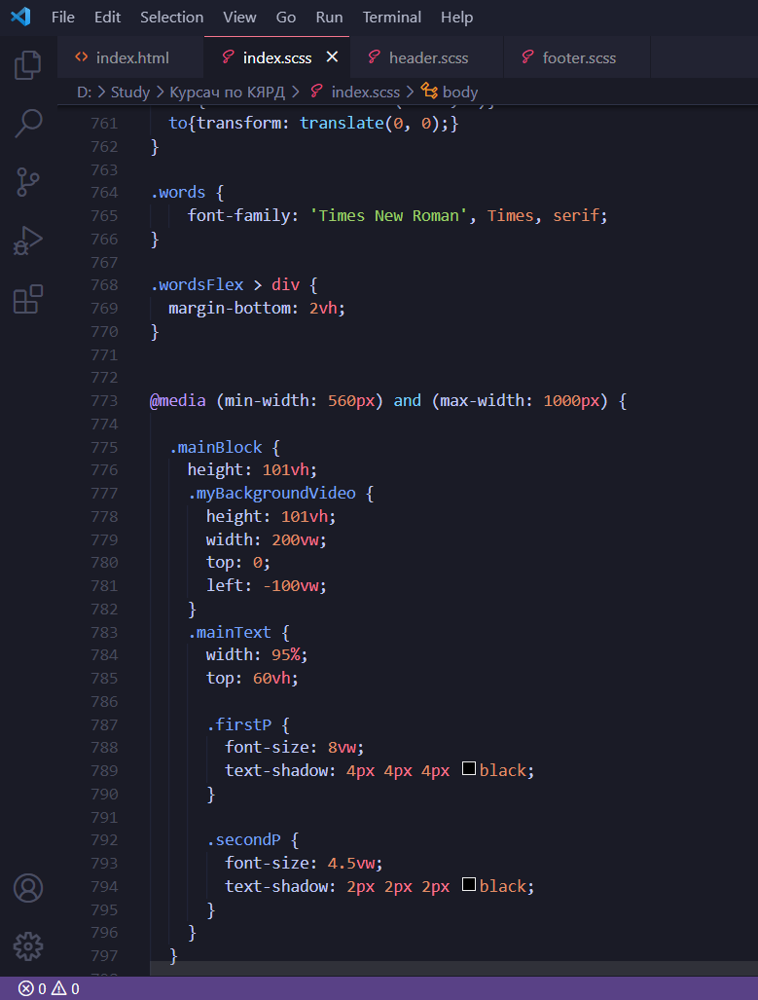 File Edit Selection View Go Run Terminal Help
index.html index.scss header.scss footer.scss
D: > Study > Курсач по КЯРД > index.scss > body
761 to{transform: translate(0, 0);}
762 }
763
764 .words {
765 font-family: 'Times New Roman', Times, serif;
766 }
767
768 .wordsFlex > div {
769 margin-bottom: 2vh;
770 }
771
772
773 @media (min-width: 560px) and (max-width: 1000px) {
774
775 .mainBlock {
776 height: 101vh;
777 .myBackgroundVideo {
778 height: 101vh;
779 width: 200vw;
780 top: 0;
781 left: -100vw;
782 }
783 .mainText {
784 width: 95%;
785 top: 60vh;
786
787 .firstP {
788 font-size: 8vw;
789 text-shadow: 4px 4px 4px black;
790 }
791
792 .secondP {
793 font-size: 4.5vw;
794 text-shadow: 2px 2px 2px black;
795 }
796 }
797 }
0 0